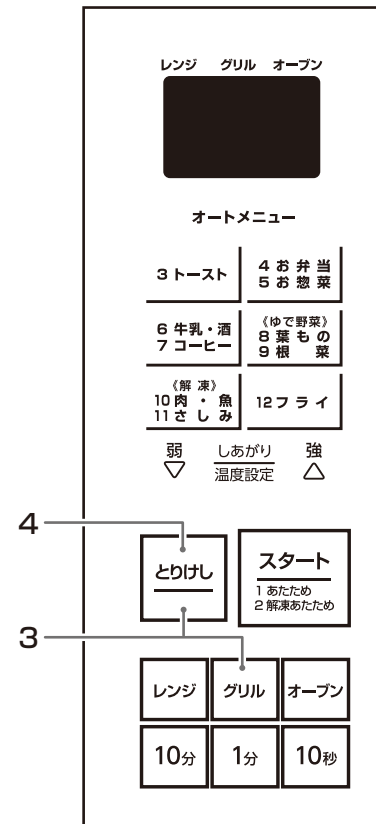 レンジ グリル オーブン
オートメニュー
3 トースト
4 お弁当
5 お惣菜
6 牛乳・酒
7 コーヒー
《ゆで野菜》
8 葉もの
9 根菜
《解凍》
10 肉・魚
11 さしみ
12 フライ
弱 しあがり 強
温度設定
4
とりけし
スタート
1 あたため
2 解凍あたため
3
レンジ グリル オーブン
10分 1分 10秒